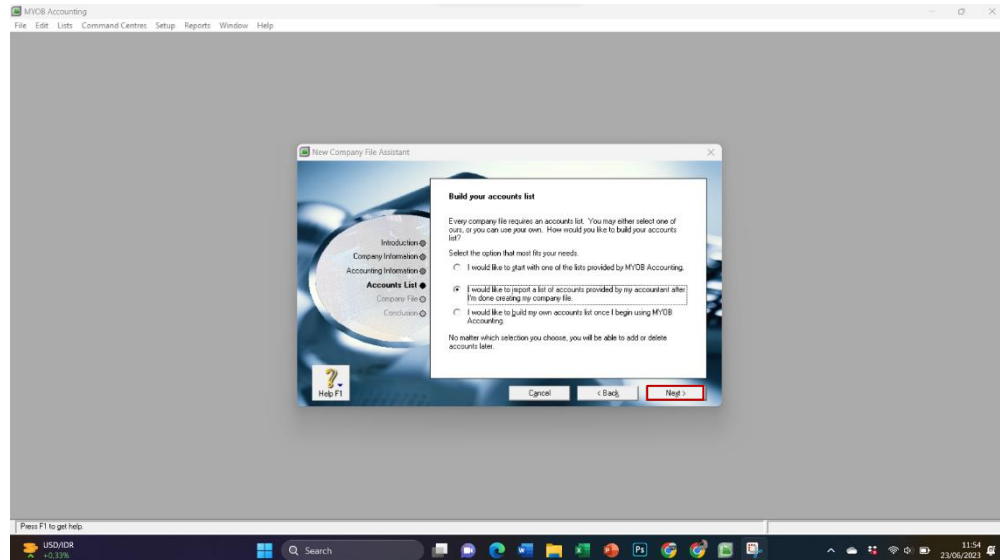 MYOB Accounting
File Edit Lists Command Centres Setup Reports Window Help
New Company File Assistant
Introduction
Company Information
Accounting Information
Accounts List
Company File
Conclusion
Build your accounts list
Every company file requires an accounts list. You may either select one of
ours, or you can use your own. How would you like to build your accounts
list?
Select the option that most fits your needs.
I would like to start with one of the lists provided by MYOB Accounting.
I would like to import a list of accounts provided by my accountant after
I'm done creating my company file.
I would like to build my own accounts list once I begin using MYOB
Accounting.
No matter which selection you choose, you will be able to add or delete
accounts later.
Help F1
Cancel
< Back
Next >
Press F1 to get help.
USD/IDR
+0,33%
Search
Ps
11:54
23/06/2023